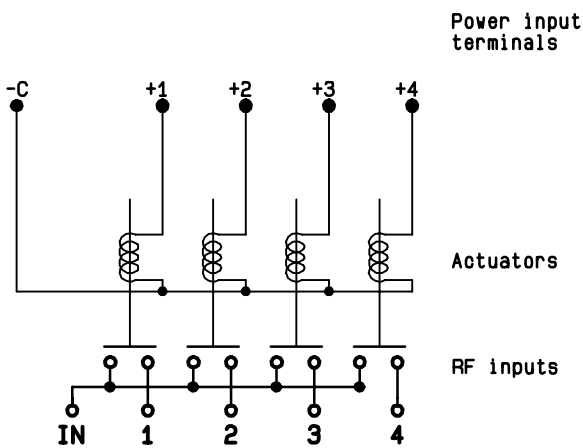 Power input
terminals
-C +1 +2 +3 +4
Actuators
RF inputs
IN 1 2 3 4